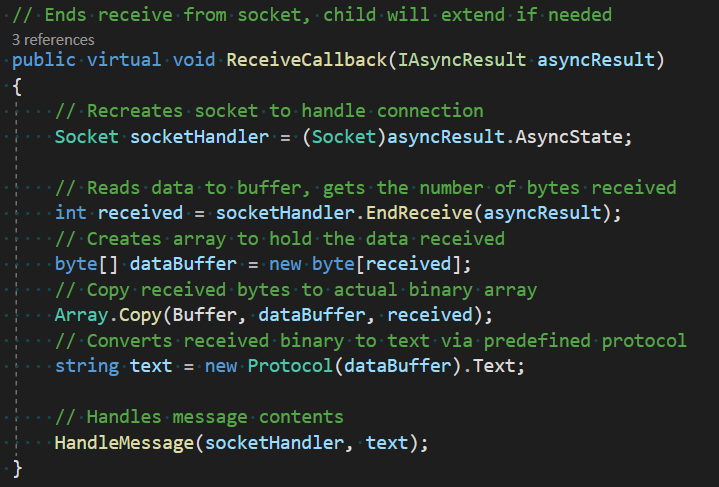 // Ends receive from socket, child will extend if needed
3 references
public virtual void ReceiveCallback(IAsyncResult asyncResult)
{
// Recreates socket to handle connection
Socket socketHandler = (Socket)asyncResult.AsyncState;
// Reads data to buffer, gets the number of bytes received
int received = socketHandler.EndReceive(asyncResult);
// Creates array to hold the data received
byte[] dataBuffer = new byte[received];
// Copy received bytes to actual binary array
Array.Copy(Buffer, dataBuffer, received);
// Converts received binary to text via predefined protocol
string text = new Protocol(dataBuffer).Text;
// Handles message contents
HandleMessage(socketHandler, text);
}